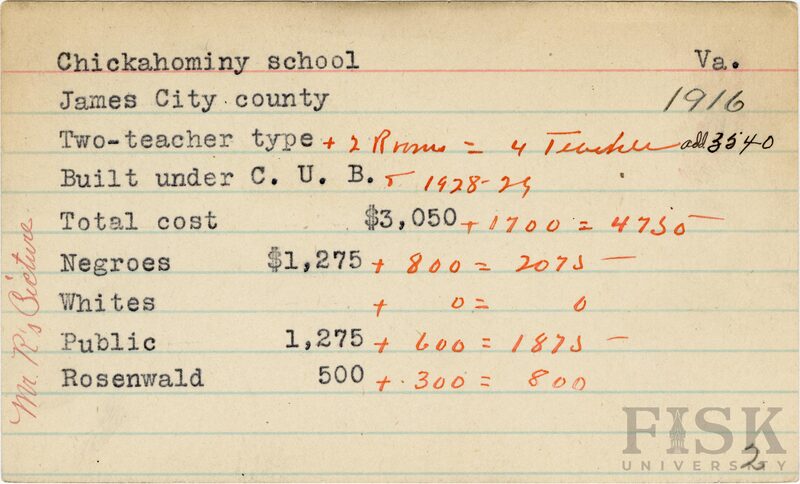 Chickahominy school Va.
James City county 1916
Two-teacher type + 2 Rooms = 4 Teacher add 3540
Built under C. U. B. 1928-29
Total cost $3,050 + 1700 = 4750 —
Negroes $1,275 + 800 = 2075 —
Whites + 0 = 0
Public 1,275 + 600 = 1875 —
Rosenwald 500 + 300 = 800
Mr. R's Picture
FISK
UNIVERSITY
2